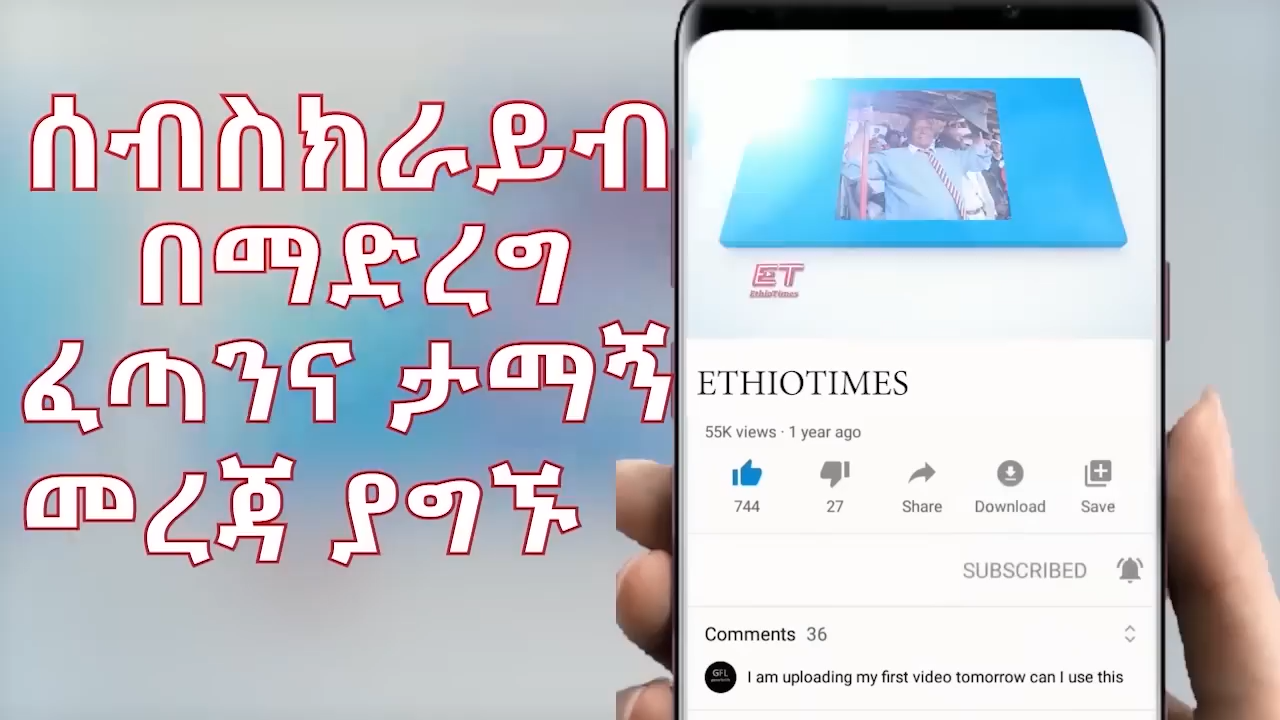 ሰብስክራይብ
በማድረግ
ፈጣንና ታማኝ
መረጃ ያግኙ
ET
EthioTimes
ETHIOTIMES
55K views · 1 year ago
744
27
Share
Download
Save
SUBSCRIBED
Comments 36
GFL
I am uploading my first video tomorrow can I use this